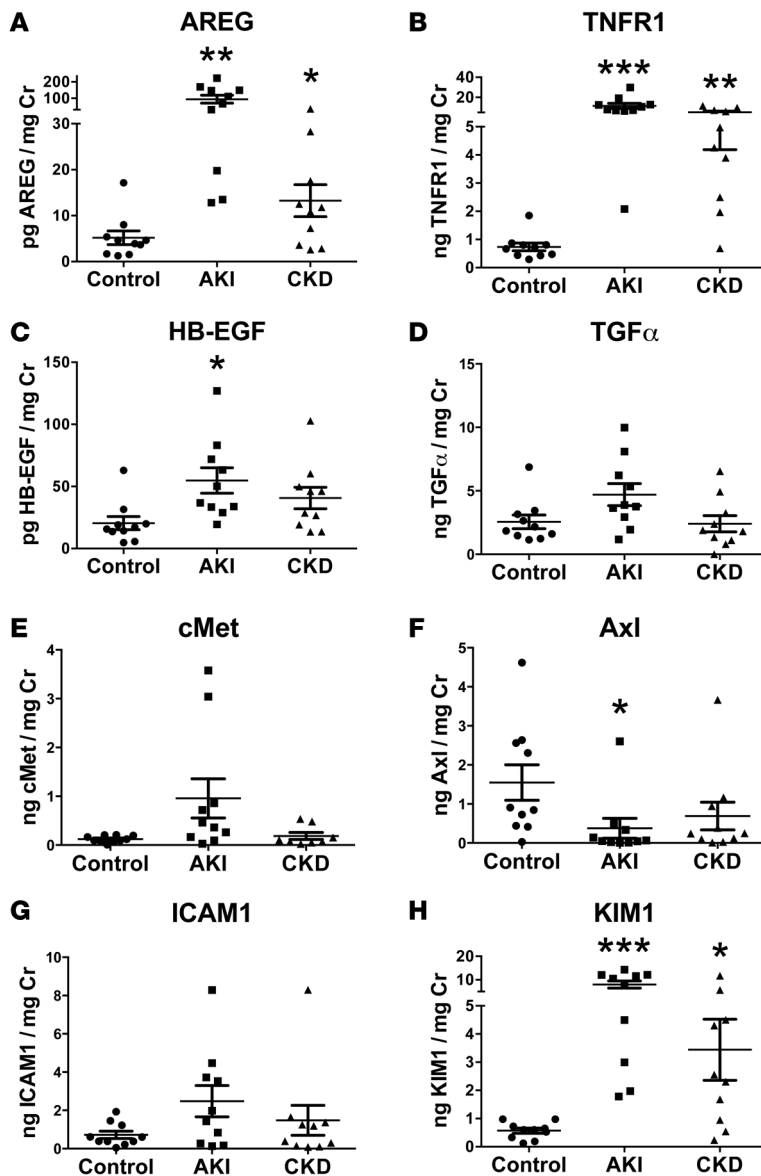 A AREG
** *
200
100
30
20
10
0
pg AREG / mg Cr
Control AKI CKD
B TNFR1
*** **
40
20
6
5
4
3
2
1
0
ng TNFR1 / mg Cr
Control AKI CKD
C HB-EGF
*
150
100
50
0
pg HB-EGF / mg Cr
Control AKI CKD
D TGFα
15
10
5
0
ng TGFα / mg Cr
Control AKI CKD
E cMet
4
3
2
1
0
ng cMet / mg Cr
Control AKI CKD
F Axl
*
5
4
3
2
1
0
ng Axl / mg Cr
Control AKI CKD
G ICAM1
10
8
6
4
2
0
ng ICAM1 / mg Cr
Control AKI CKD
H KIM1
*** *
20
10
5
4
3
2
1
0
ng KIM1 / mg Cr
Control AKI CKD